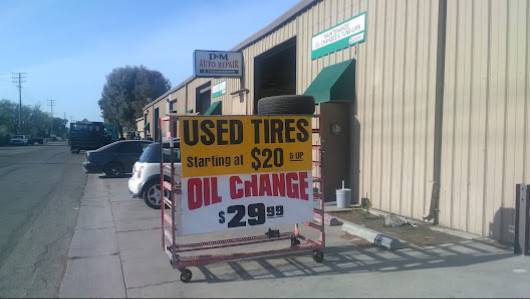 D&M
AUTO REPAIR
USED TIRES
Starting at $20 & UP
OIL CHANGE
$29.99